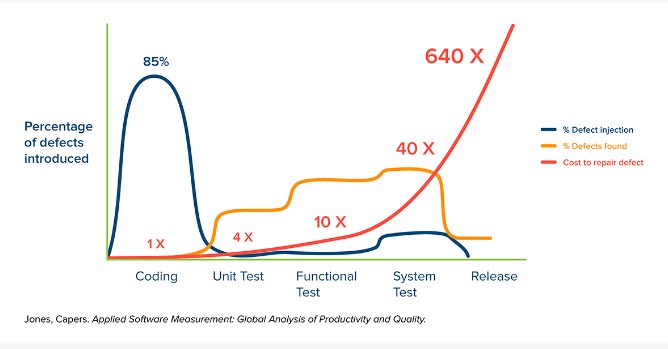 640 X
85%
Percentage
of defects
introduced
% Defect injection
% Defects found
Cost to repair defect
40 X
10 X
4 X
1 X
Coding
Unit Test
Functional
Test
System
Test
Release
Jones, Capers. Applied Software Measurement: Global Analysis of Productivity and Quality.